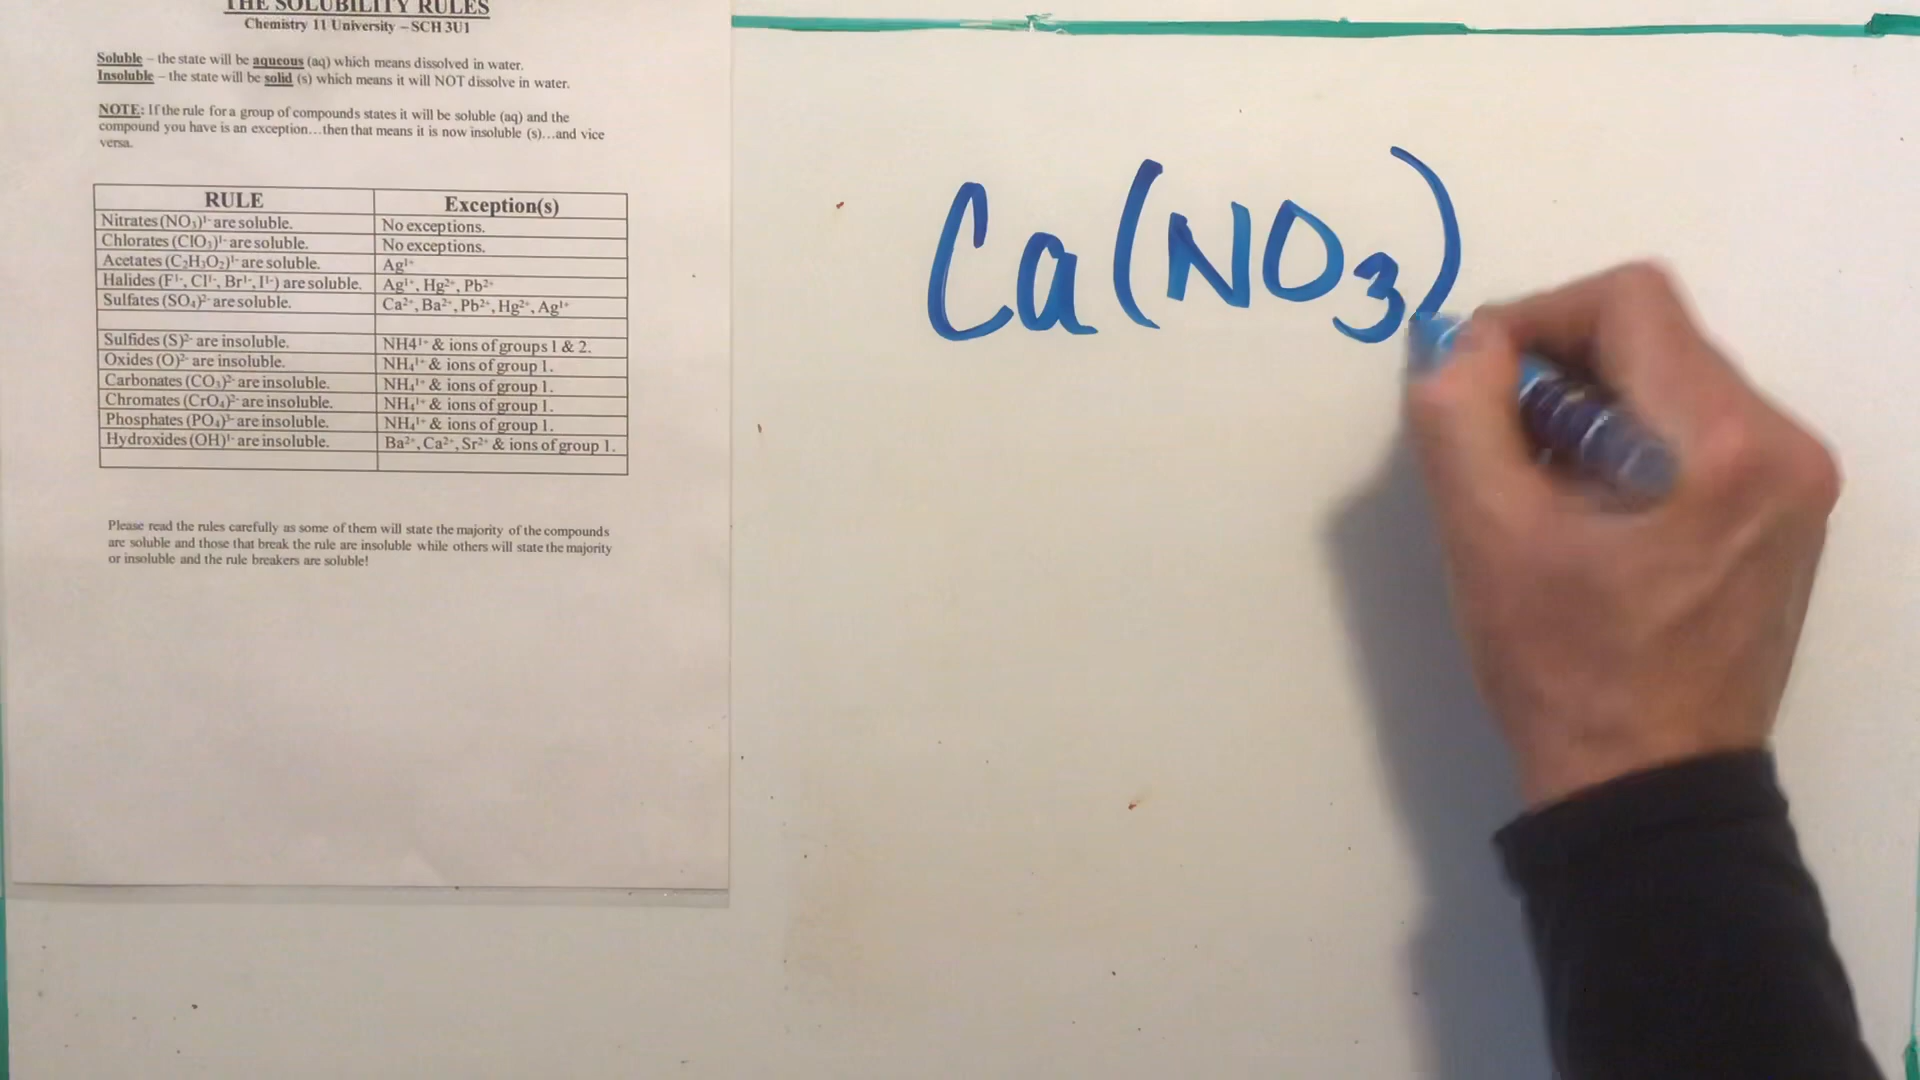 THE SOLUBILITY RULES
Chemistry 11 University – SCH 3U1
Soluble – the state will be aqueous (aq) which means dissolved in water.
Insoluble – the state will be solid (s) which means it will NOT dissolve in water.
NOTE: If the rule for a group of compounds states it will be soluble (aq) and the
compound you have is an exception…then that means it is now insoluble (s)…and vice
versa.
RULE Exception(s)
Nitrates (NO₃)¹⁻ are soluble. No exceptions.
Chlorates (ClO₃)¹⁻ are soluble. No exceptions.
Acetates (C₂H₃O₂)¹⁻ are soluble. Ag¹⁺
Halides (F¹⁻, Cl¹⁻, Br¹⁻, I¹⁻) are soluble. Ag¹⁺, Hg²⁺, Pb²⁺
Sulfates (SO₄)²⁻ are soluble. Ca²⁺, Ba²⁺, Pb²⁺, Hg²⁺, Ag¹⁺
Sulfides (S)²⁻ are insoluble. NH4¹⁺ & ions of groups 1 & 2.
Oxides (O)²⁻ are insoluble. NH₄¹⁺ & ions of group 1.
Carbonates (CO₃)²⁻ are insoluble. NH₄¹⁺ & ions of group 1.
Chromates (CrO₄)²⁻ are insoluble. NH₄¹⁺ & ions of group 1.
Phosphates (PO₄)³⁻ are insoluble. NH₄¹⁺ & ions of group 1.
Hydroxides (OH)¹⁻ are insoluble. Ba²⁺, Ca²⁺, Sr²⁺ & ions of group 1.
Please read the rules carefully as some of them will state the majority of the compounds
are soluble and those that break the rule are insoluble while others will state the majority
or insoluble and the rule breakers are soluble!
Ca(NO₃)